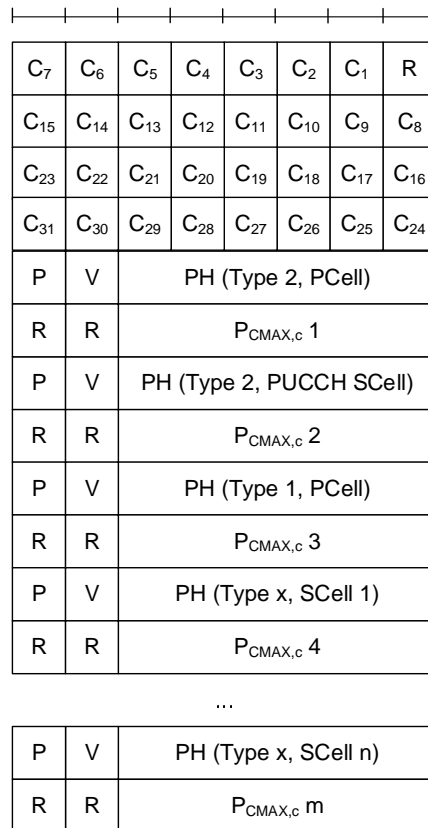 C7 C6 C5 C4 C3 C2 C1 R
C15 C14 C13 C12 C11 C10 C9 C8
C23 C22 C21 C20 C19 C18 C17 C16
C31 C30 C29 C28 C27 C26 C25 C24
P V PH (Type 2, PCell)
R R PCMAX,c 1
P V PH (Type 2, PUCCH SCell)
R R PCMAX,c 2
P V PH (Type 1, PCell)
R R PCMAX,c 3
P V PH (Type x, SCell 1)
R R PCMAX,c 4
...
P V PH (Type x, SCell n)
R R PCMAX,c m